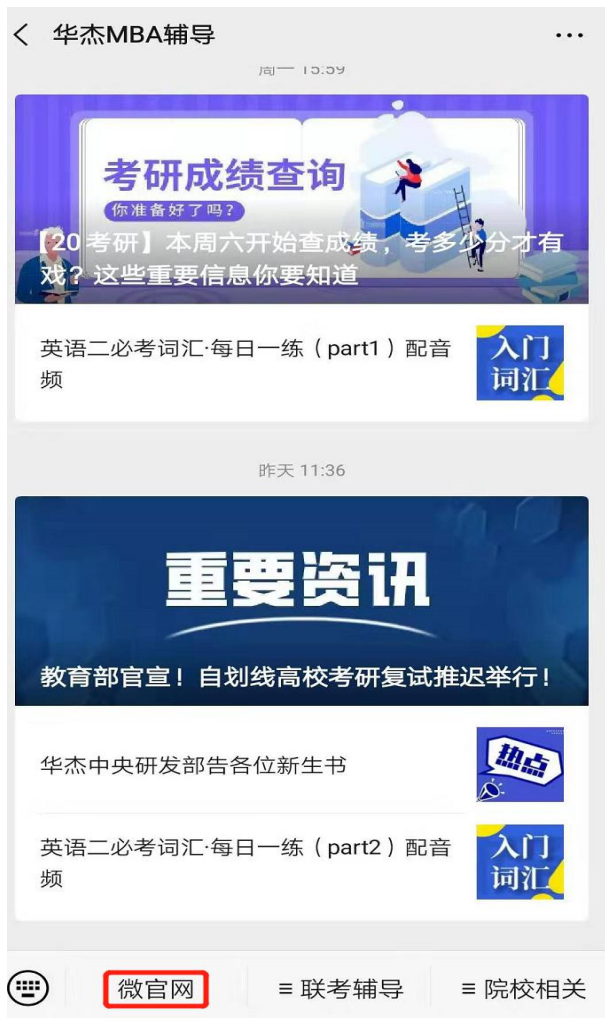 华杰MBA辅导
周一 15:59
考研成绩查询
你准备好了吗?
【20考研】本周六开始查成绩，考多少分才有
戏？这些重要信息你要知道
英语二必考词汇·每日一练（part1）配音
频
入门
词汇
昨天 11:36
重要资讯
教育部官宣！自划线高校考研复试推迟举行！
华杰中央研发部告各位新生书
热点
英语二必考词汇·每日一练（part2）配音
频
入门
词汇
微官网
≡ 联考辅导
≡ 院校相关